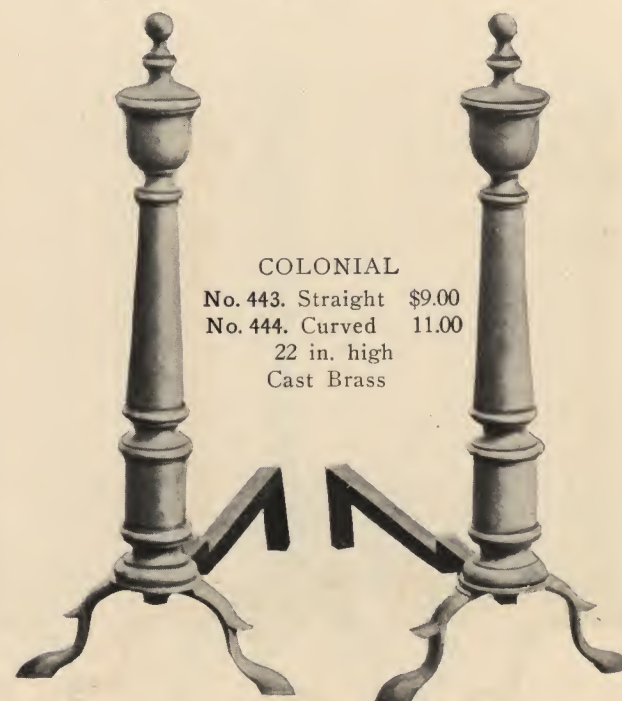 COLONIAL
No. 443. Straight $9.00
No. 444. Curved 11.00
22 in. high
Cast Brass